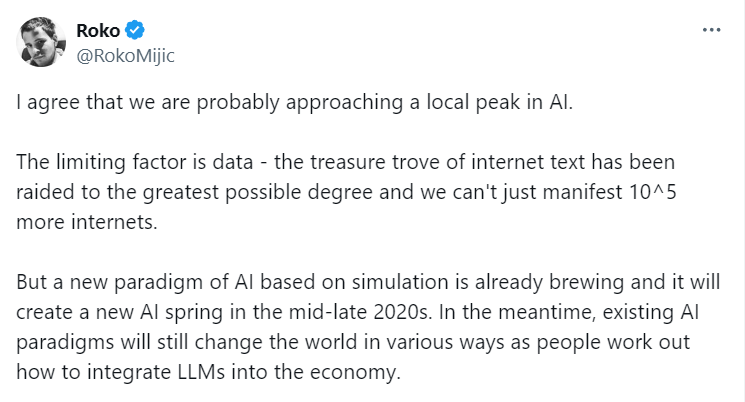 Roko
@RokoMijic
I agree that we are probably approaching a local peak in AI.
The limiting factor is data - the treasure trove of internet text has been
raided to the greatest possible degree and we can't just manifest 10^5
more internets.
But a new paradigm of AI based on simulation is already brewing and it will
create a new AI spring in the mid-late 2020s. In the meantime, existing AI
paradigms will still change the world in various ways as people work out
how to integrate LLMs into the economy.